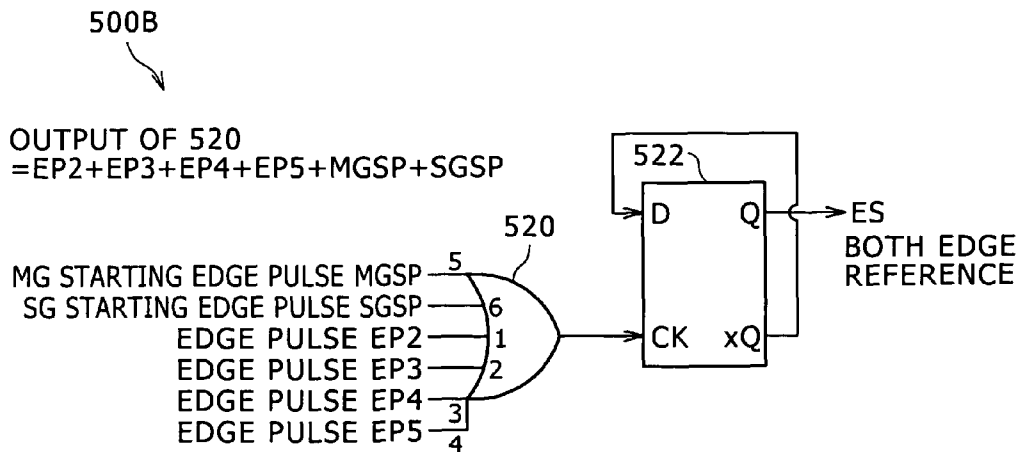 500B
OUTPUT OF 520
=EP2+EP3+EP4+EP5+MGSP+SGSP
522
D Q
ES
BOTH EDGE
REFERENCE
520
MG STARTING EDGE PULSE MGSP 5
SG STARTING EDGE PULSE SGSP 6
EDGE PULSE EP2 1
CK xQ
EDGE PULSE EP3 2
EDGE PULSE EP4 3
EDGE PULSE EP5 4